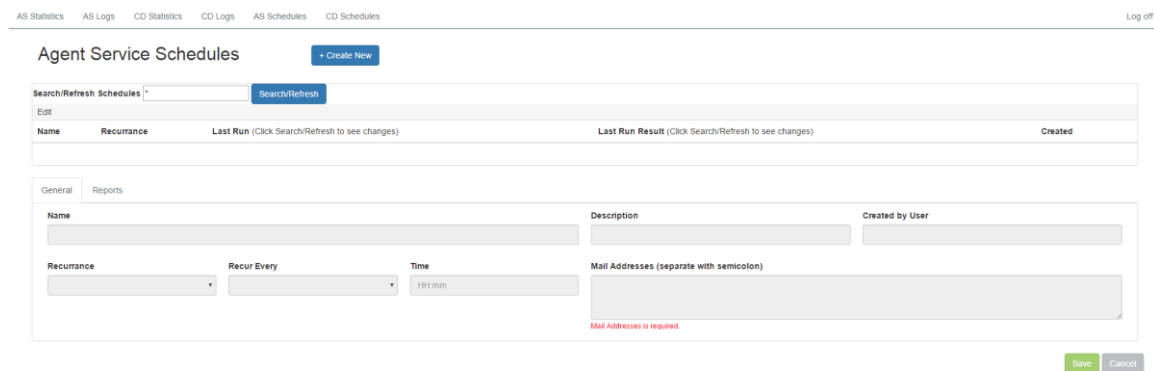 AS Statistics AS Logs CD Statistics CD Logs AS Schedules CD Schedules Log off
Agent Service Schedules + Create New
Search/Refresh Schedules * Search/Refresh
Edit
Name Recurrance Last Run (Click Search/Refresh to see changes) Last Run Result (Click Search/Refresh to see changes) Created
General Reports
Name Description Created by User
Recurrance Recur Every Time Mail Addresses (separate with semicolon)
HH:mm
Mail Addresses is required.
Save Cancel